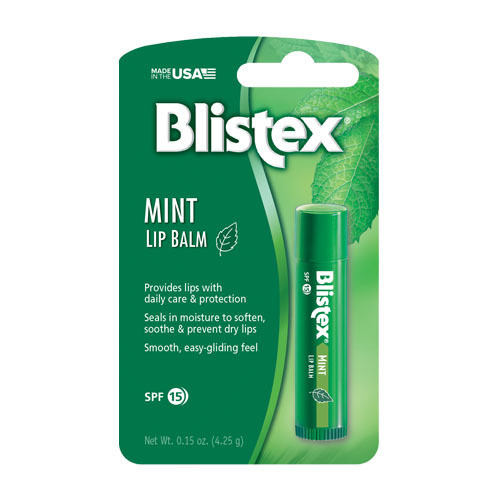 MADE
IN THE USA
Blistex®
MINT
LIP BALM
Provides lips with
daily care & protection
Seals in moisture to soften,
soothe & prevent dry lips
Smooth, easy-gliding feel
SPF 15
Net Wt. 0.15 oz. (4.25 g)
Blistex®
SPF 15
MINT
LIP BALM